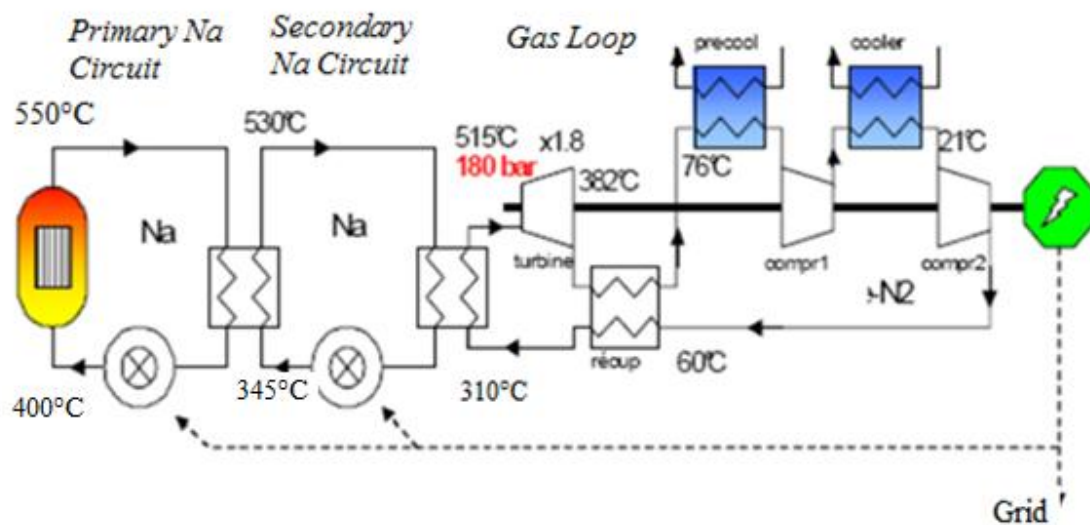 Primary Na
Circuit
Secondary
Na Circuit
Gas Loop
precool
cooler
550°C
530°C
515°C
x1.8
180 bar
382°C
76°C
21°C
Na
Na
turbine
compr1
compr2
-N2
récup
60°C
400°C
345°C
310°C
Grid